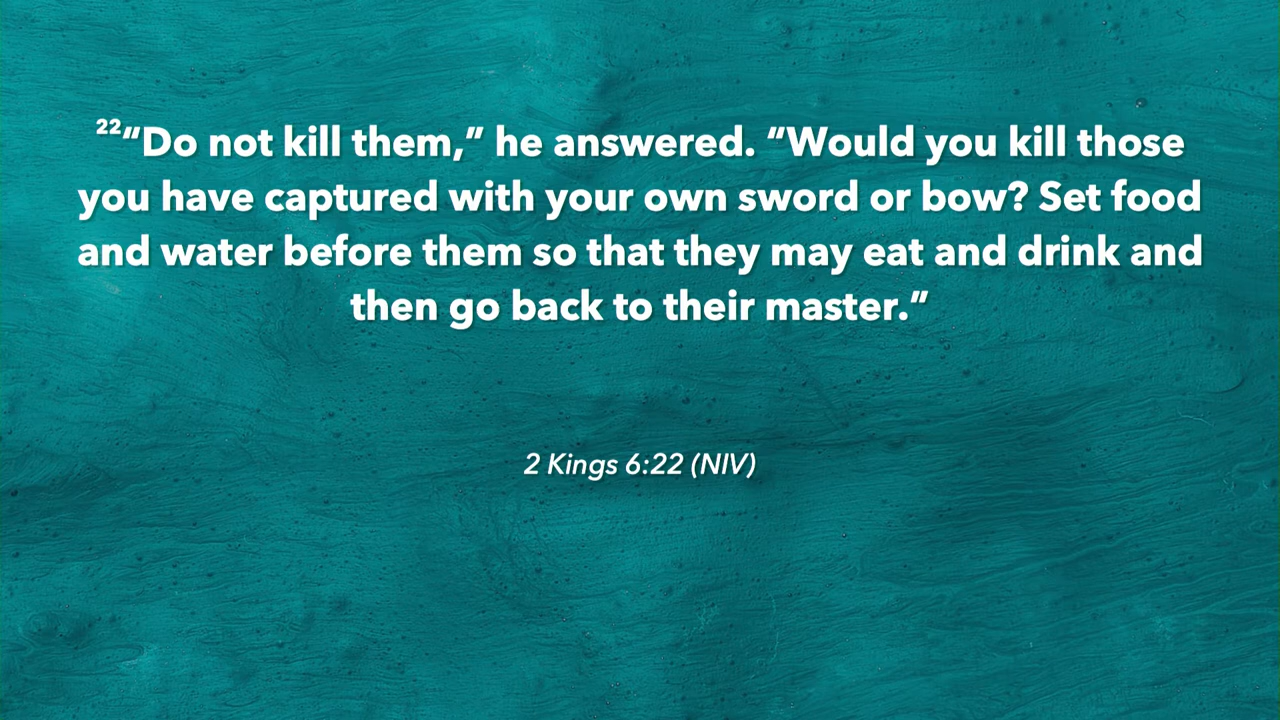 ²²“Do not kill them,” he answered. “Would you kill those
you have captured with your own sword or bow? Set food
and water before them so that they may eat and drink and
then go back to their master.”
2 Kings 6:22 (NIV)